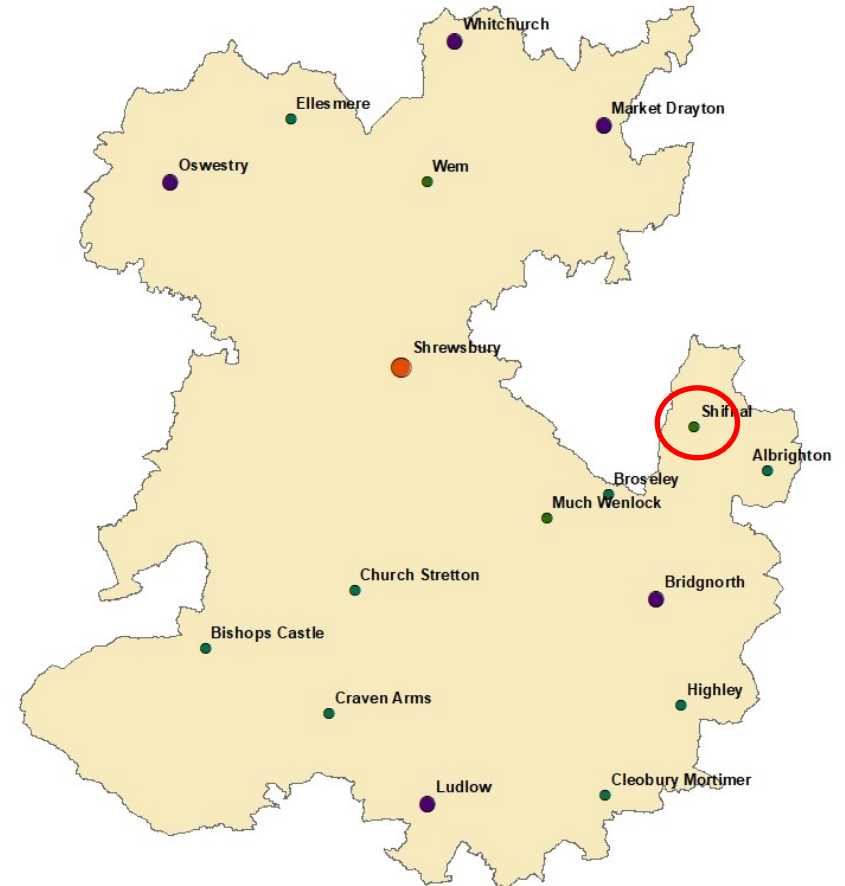 Whitchurch
Ellesmere
Market Drayton
Oswestry
Wem
Shrewsbury
Shifnal
Albrighton
Broseley
Much Wenlock
Church Stretton
Bridgnorth
Bishops Castle
Highley
Craven Arms
Cleobury Mortimer
Ludlow